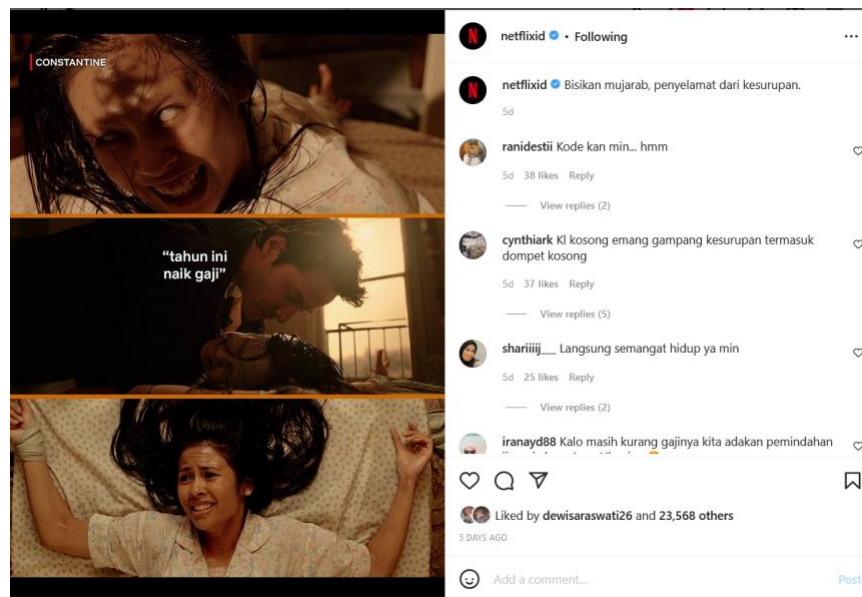 CONSTANTINE
“tahun ini
naik gaji”
netflixid • Following
netflixid Bisikan mujarab, penyelamat dari kesurupan.
5d
ranidestii Kode kan min... hmm
5d 38 likes Reply
View replies (2)
cynthiark Kl kosong emang gampang kesurupan termasuk
dompet kosong
5d 37 likes Reply
View replies (5)
shariiiij___ Langsung semangat hidup ya min
5d 25 likes Reply
View replies (2)
iranayd88 Kalo masih kurang gajinya kita adakan pemindahan
Liked by dewisaraswati26 and 23,568 others
5 DAYS AGO
Add a comment...
Post